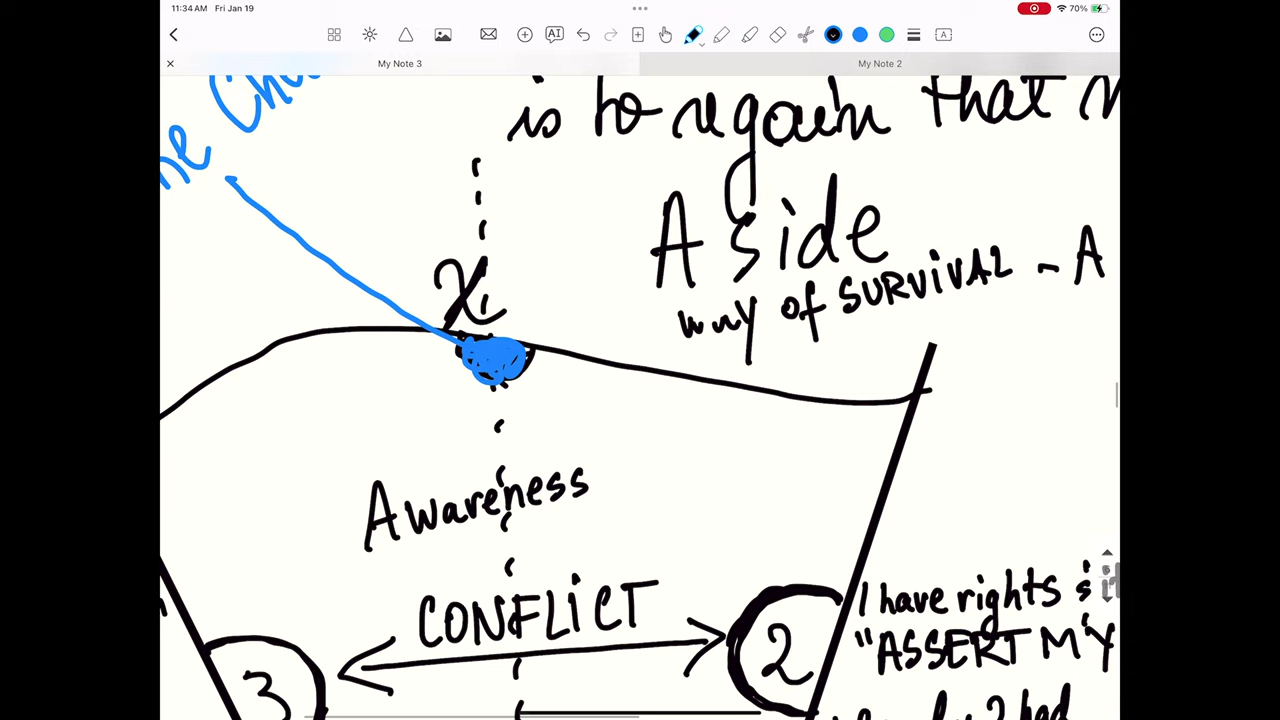 11:34 AM Fri Jan 19
70%
AI
A
My Note 3
My Note 2
is to regain that
A side
way of SURVIVAL - A
X
Awareness
CONFLICT
3
2
I have rights
"ASSERT MY